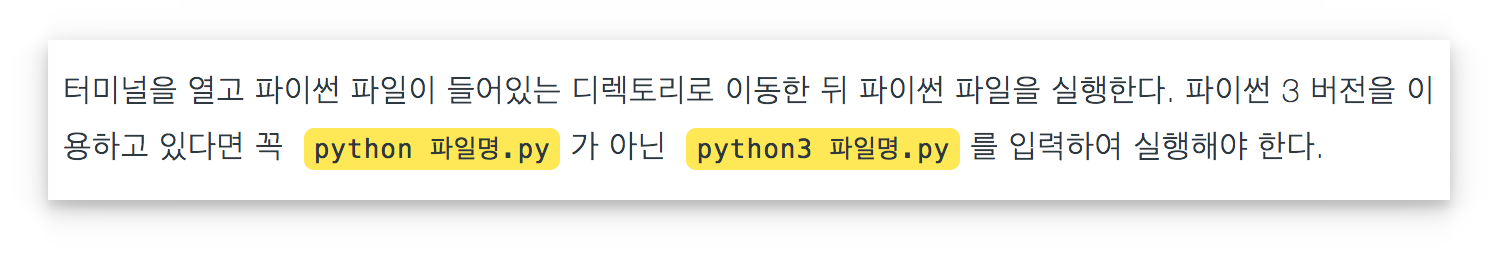 터미널을 열고 파이썬 파일이 들어있는 디렉토리로 이동한 뒤 파이썬 파일을 실행한다. 파이썬 3 버전을 이
용하고 있다면 꼭 python 파일명.py 가 아닌 python3 파일명.py 를 입력하여 실행해야 한다.